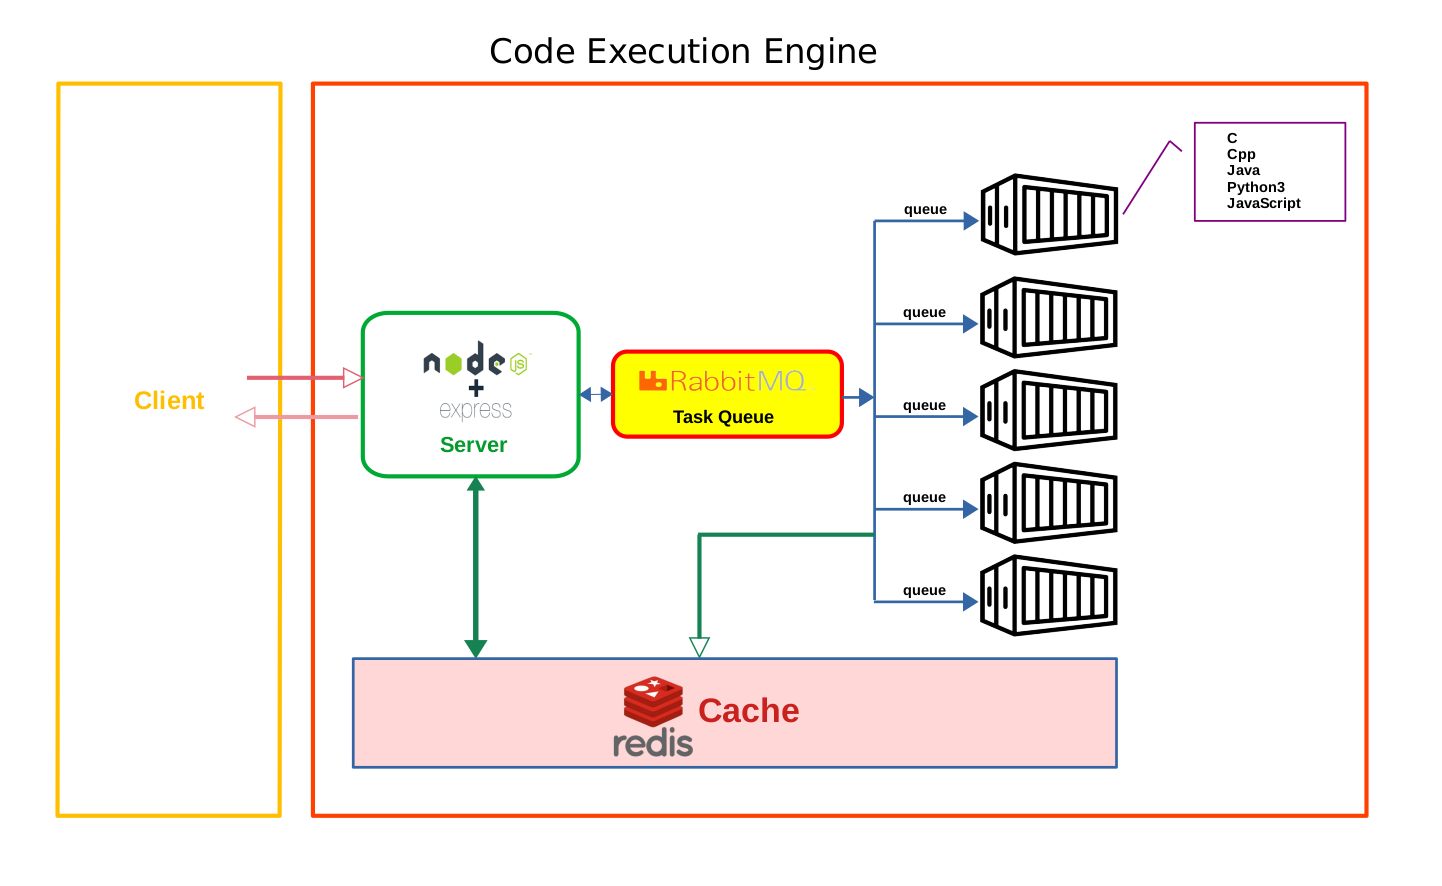 Code Execution Engine
C
Cpp
Java
Python3
JavaScript
queue
queue
node
JS
+
express
Server
RabbitMQ
Task Queue
Client
queue
queue
queue
Cache
redis